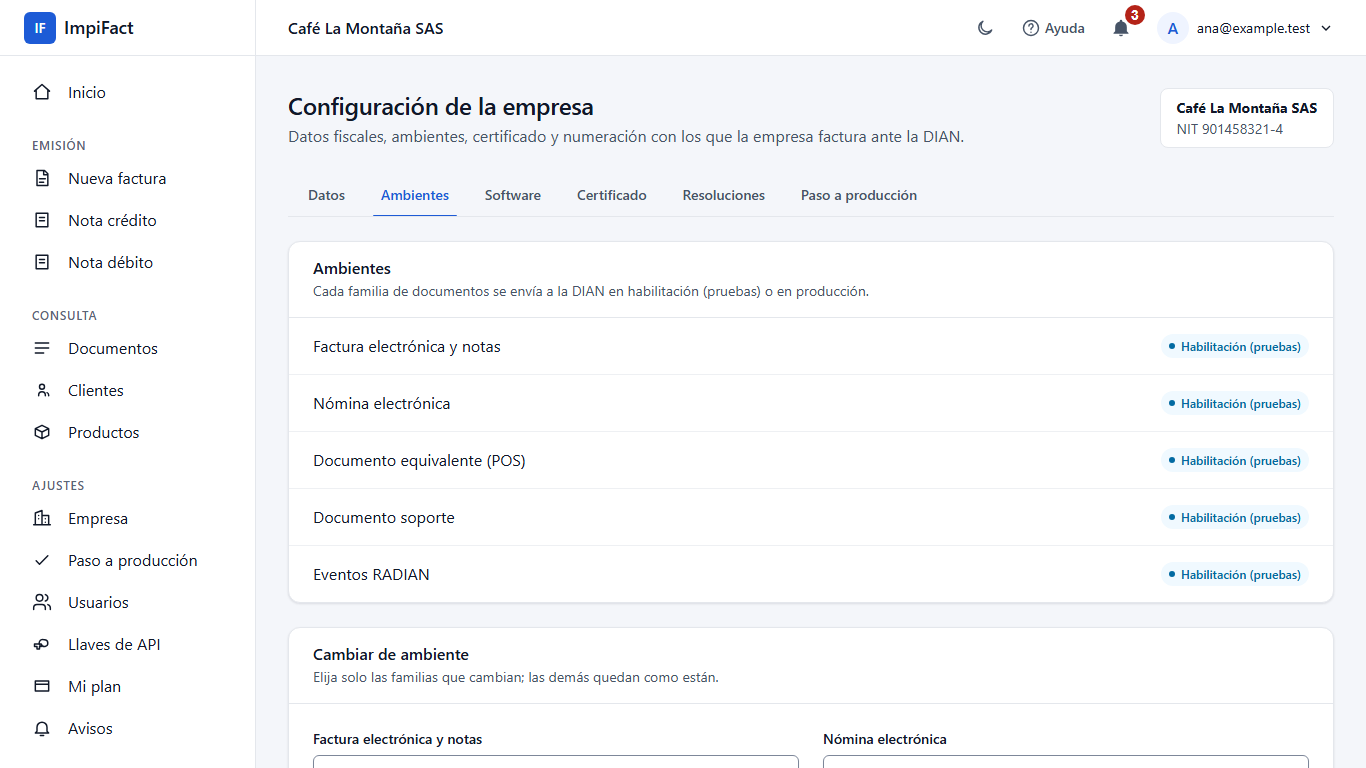 IF ImpiFact
Café La Montaña SAS
Ayuda
3
A ana@example.test
Inicio
EMISIÓN
Nueva factura
Nota crédito
Nota débito
CONSULTA
Documentos
Clientes
Productos
AJUSTES
Empresa
Paso a producción
Usuarios
Llaves de API
Mi plan
Avisos
Configuración de la empresa
Datos fiscales, ambientes, certificado y numeración con los que la empresa factura ante la DIAN.
Café La Montaña SAS
NIT 901458321-4
Datos Ambientes Software Certificado Resoluciones Paso a producción
Ambientes
Cada familia de documentos se envía a la DIAN en habilitación (pruebas) o en producción.
Factura electrónica y notas Habilitación (pruebas)
Nómina electrónica Habilitación (pruebas)
Documento equivalente (POS) Habilitación (pruebas)
Documento soporte Habilitación (pruebas)
Eventos RADIAN Habilitación (pruebas)
Cambiar de ambiente
Elija solo las familias que cambian; las demás quedan como están.
Factura electrónica y notas Nómina electrónica